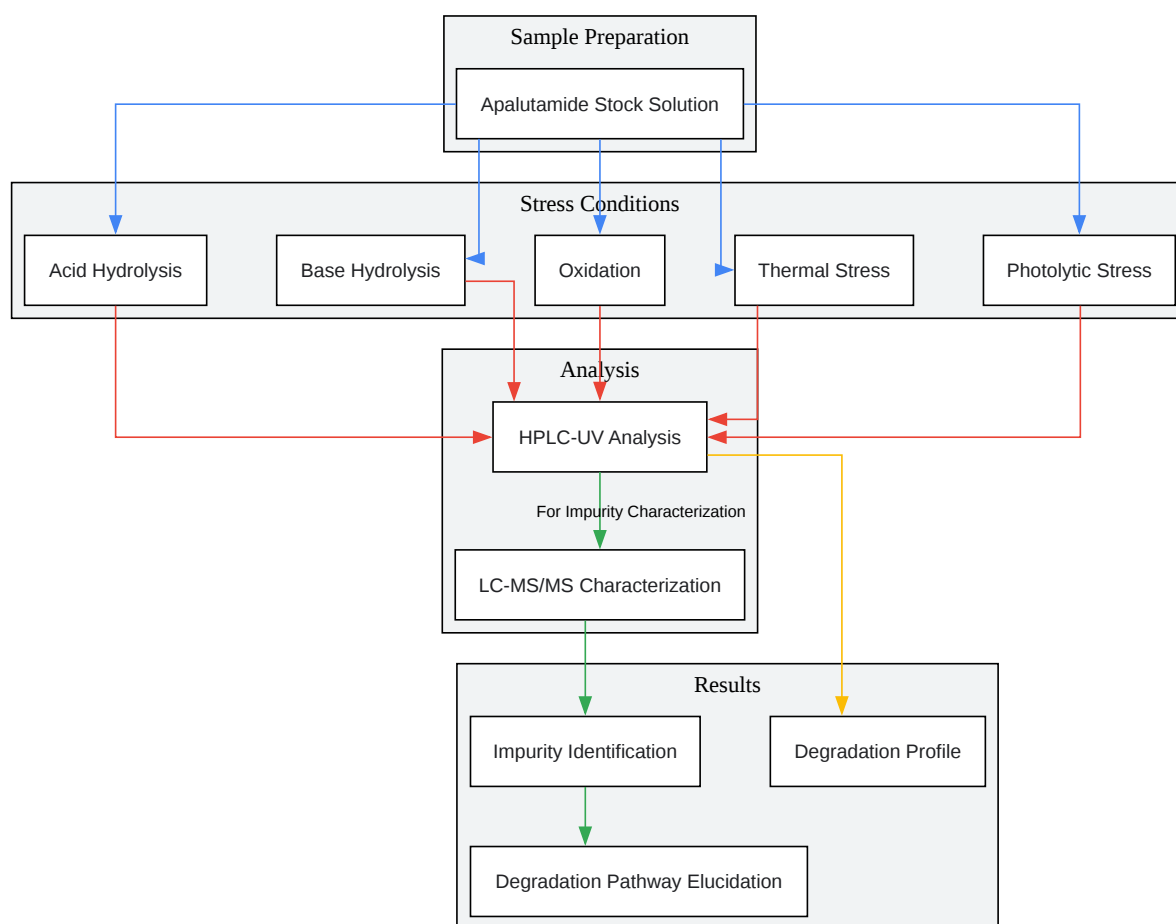 Sample Preparation
Apalutamide Stock Solution
Stress Conditions
Acid Hydrolysis
Base Hydrolysis
Oxidation
Thermal Stress
Photolytic Stress
Analysis
HPLC-UV Analysis
For Impurity Characterization
LC-MS/MS Characterization
Results
Impurity Identification
Degradation Profile
Degradation Pathway Elucidation